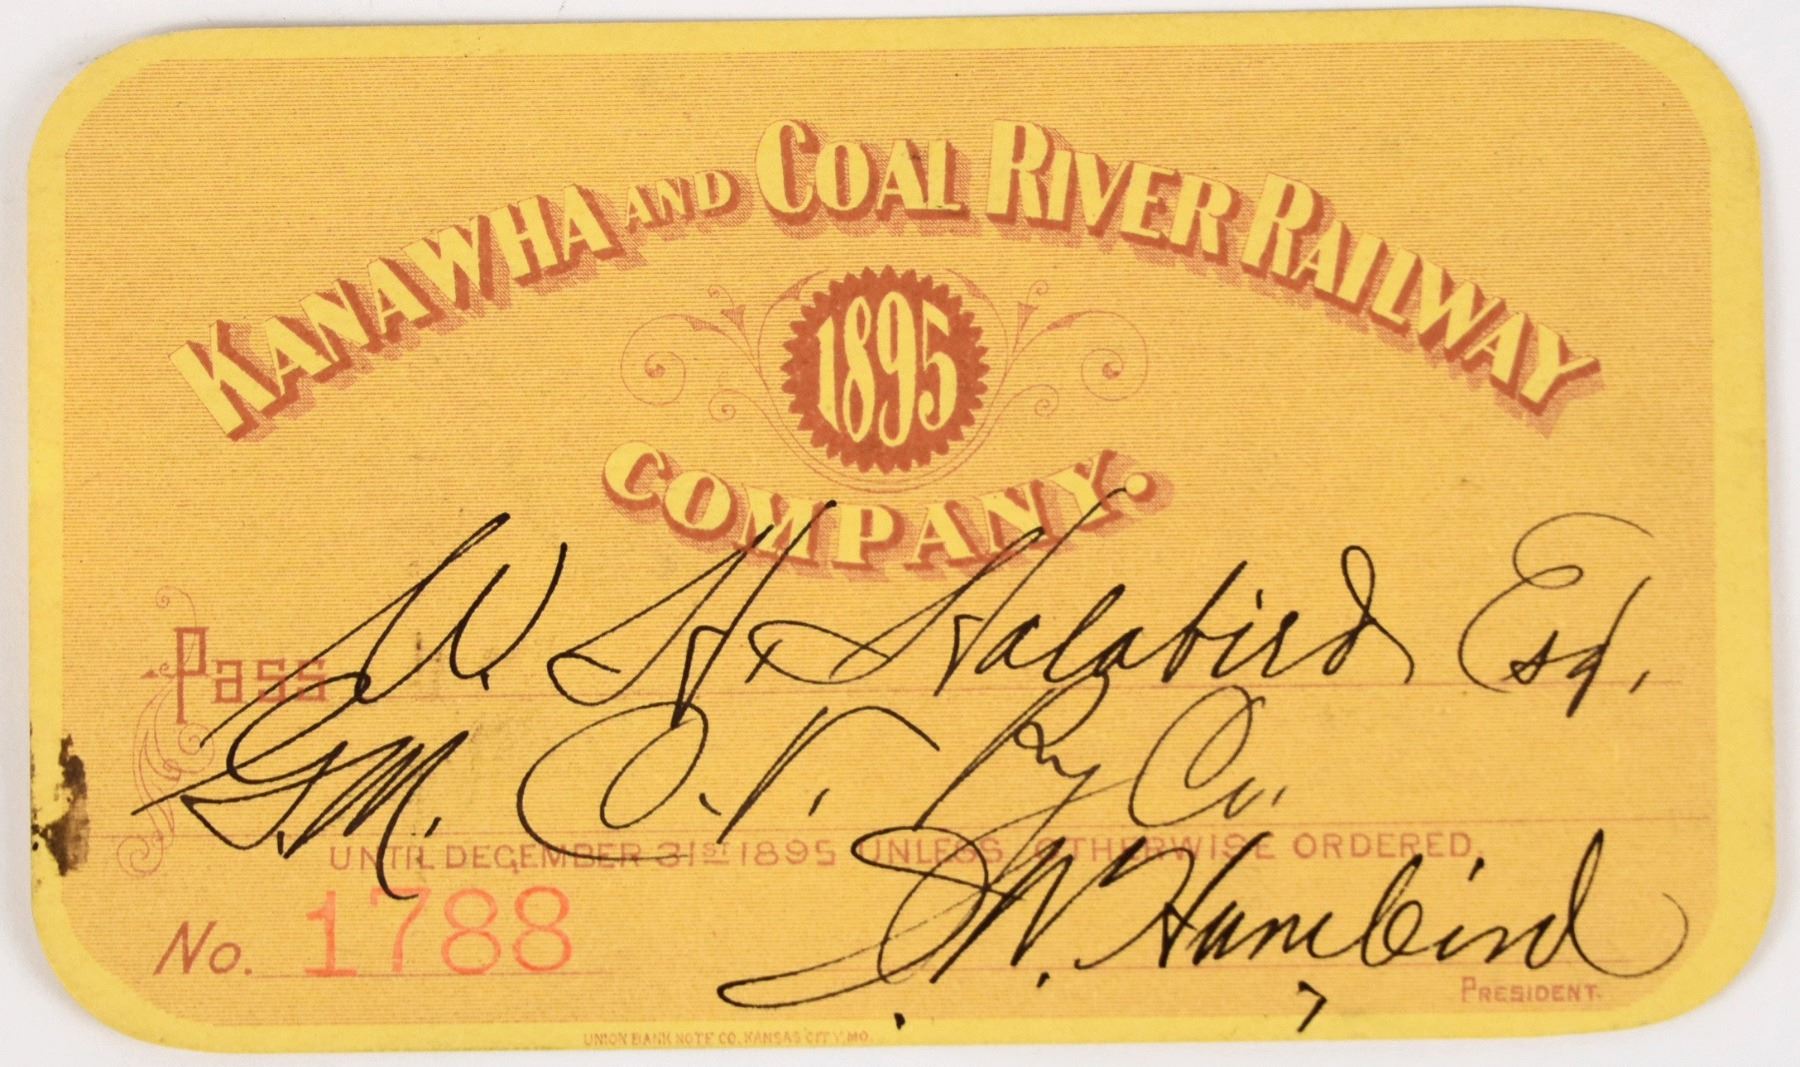 KANAWHA AND COAL RIVER RAILWAY
1895
COMPANY.
Pass W. H. Halabird Esq.
G.M. O.V. Ry Co.
UNTIL DECEMBER 31ST 1895 UNLESS OTHERWISE ORDERED.
No. 1788
J. W. Humbird
PRESIDENT.
UNION BANK NOTE CO. KANSAS CITY, MO.